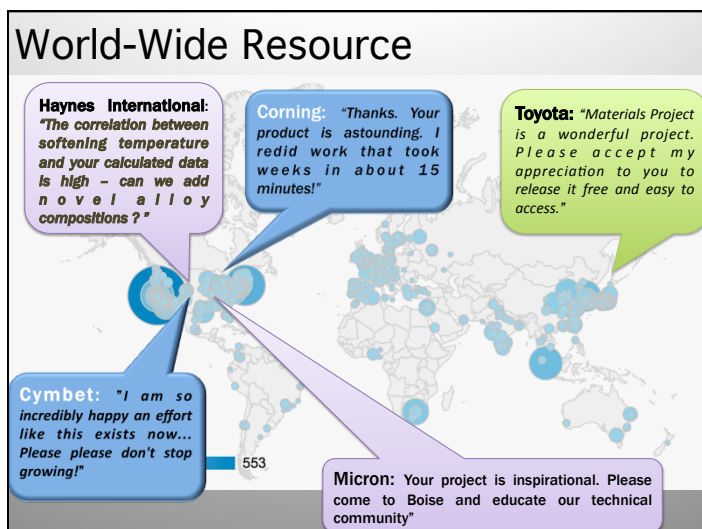 World-Wide Resource
Haynes International:
"The correlation between
softening temperature
and your calculated data
is high – can we add
novel alloy
compositions ? "
Corning: "Thanks. Your
product is astounding. I
redid work that took
weeks in about 15
minutes!"
Toyota: "Materials Project
is a wonderful project.
Please accept my
appreciation to you to
release it free and easy to
access."
Cymbet: "I am so
incredibly happy an effort
like this exists now...
Please please don't stop
growing!"
553
Micron: Your project is inspirational. Please
come to Boise and educate our technical
community"